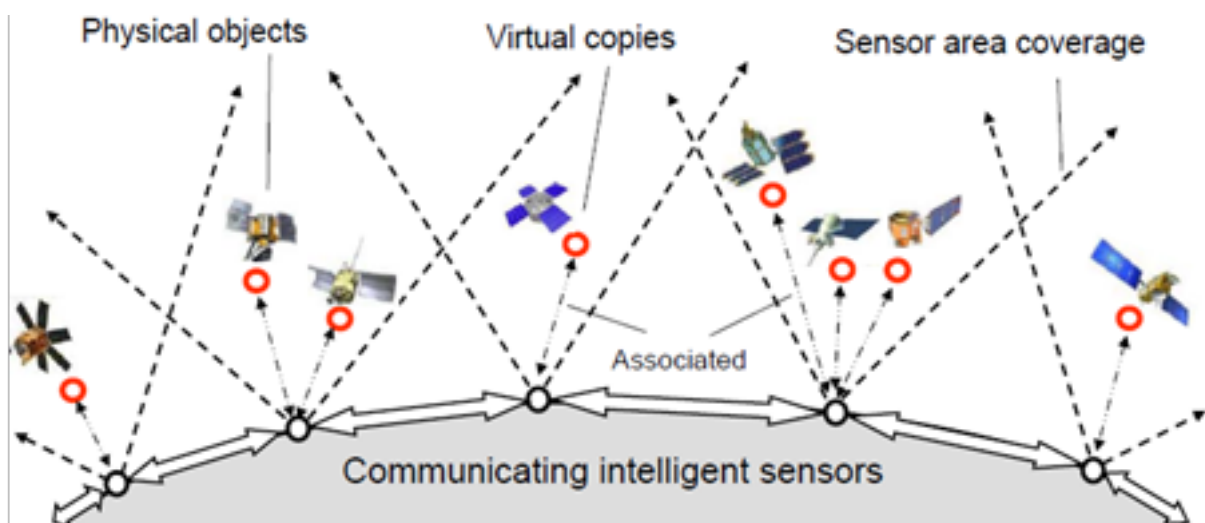 Physical objects
Virtual copies
Sensor area coverage
Associated
Communicating intelligent sensors